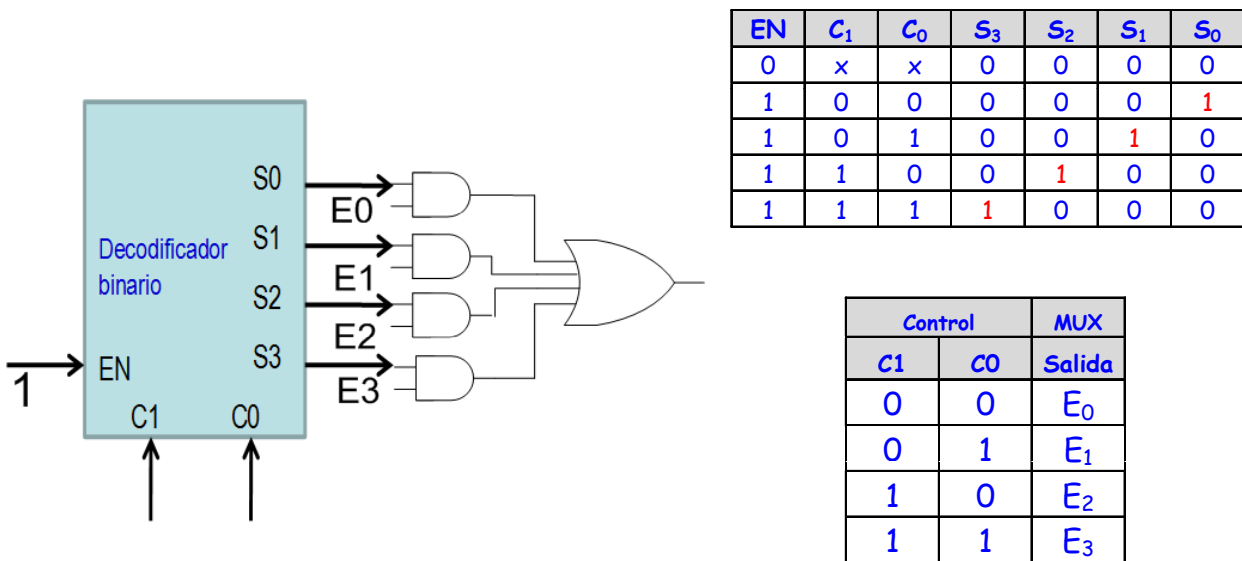 S0
E0
S1
Decodificador
binario
E1
S2
E2
S3
EN
E3
1
C1 C0
EN C₁ C₀ S₃ S₂ S₁ S₀
0 x x 0 0 0 0
1 0 0 0 0 0 1
1 0 1 0 0 1 0
1 1 0 0 1 0 0
1 1 1 1 0 0 0
Control MUX
C1 C0 Salida
0 0 E₀
0 1 E₁
1 0 E₂
1 1 E₃